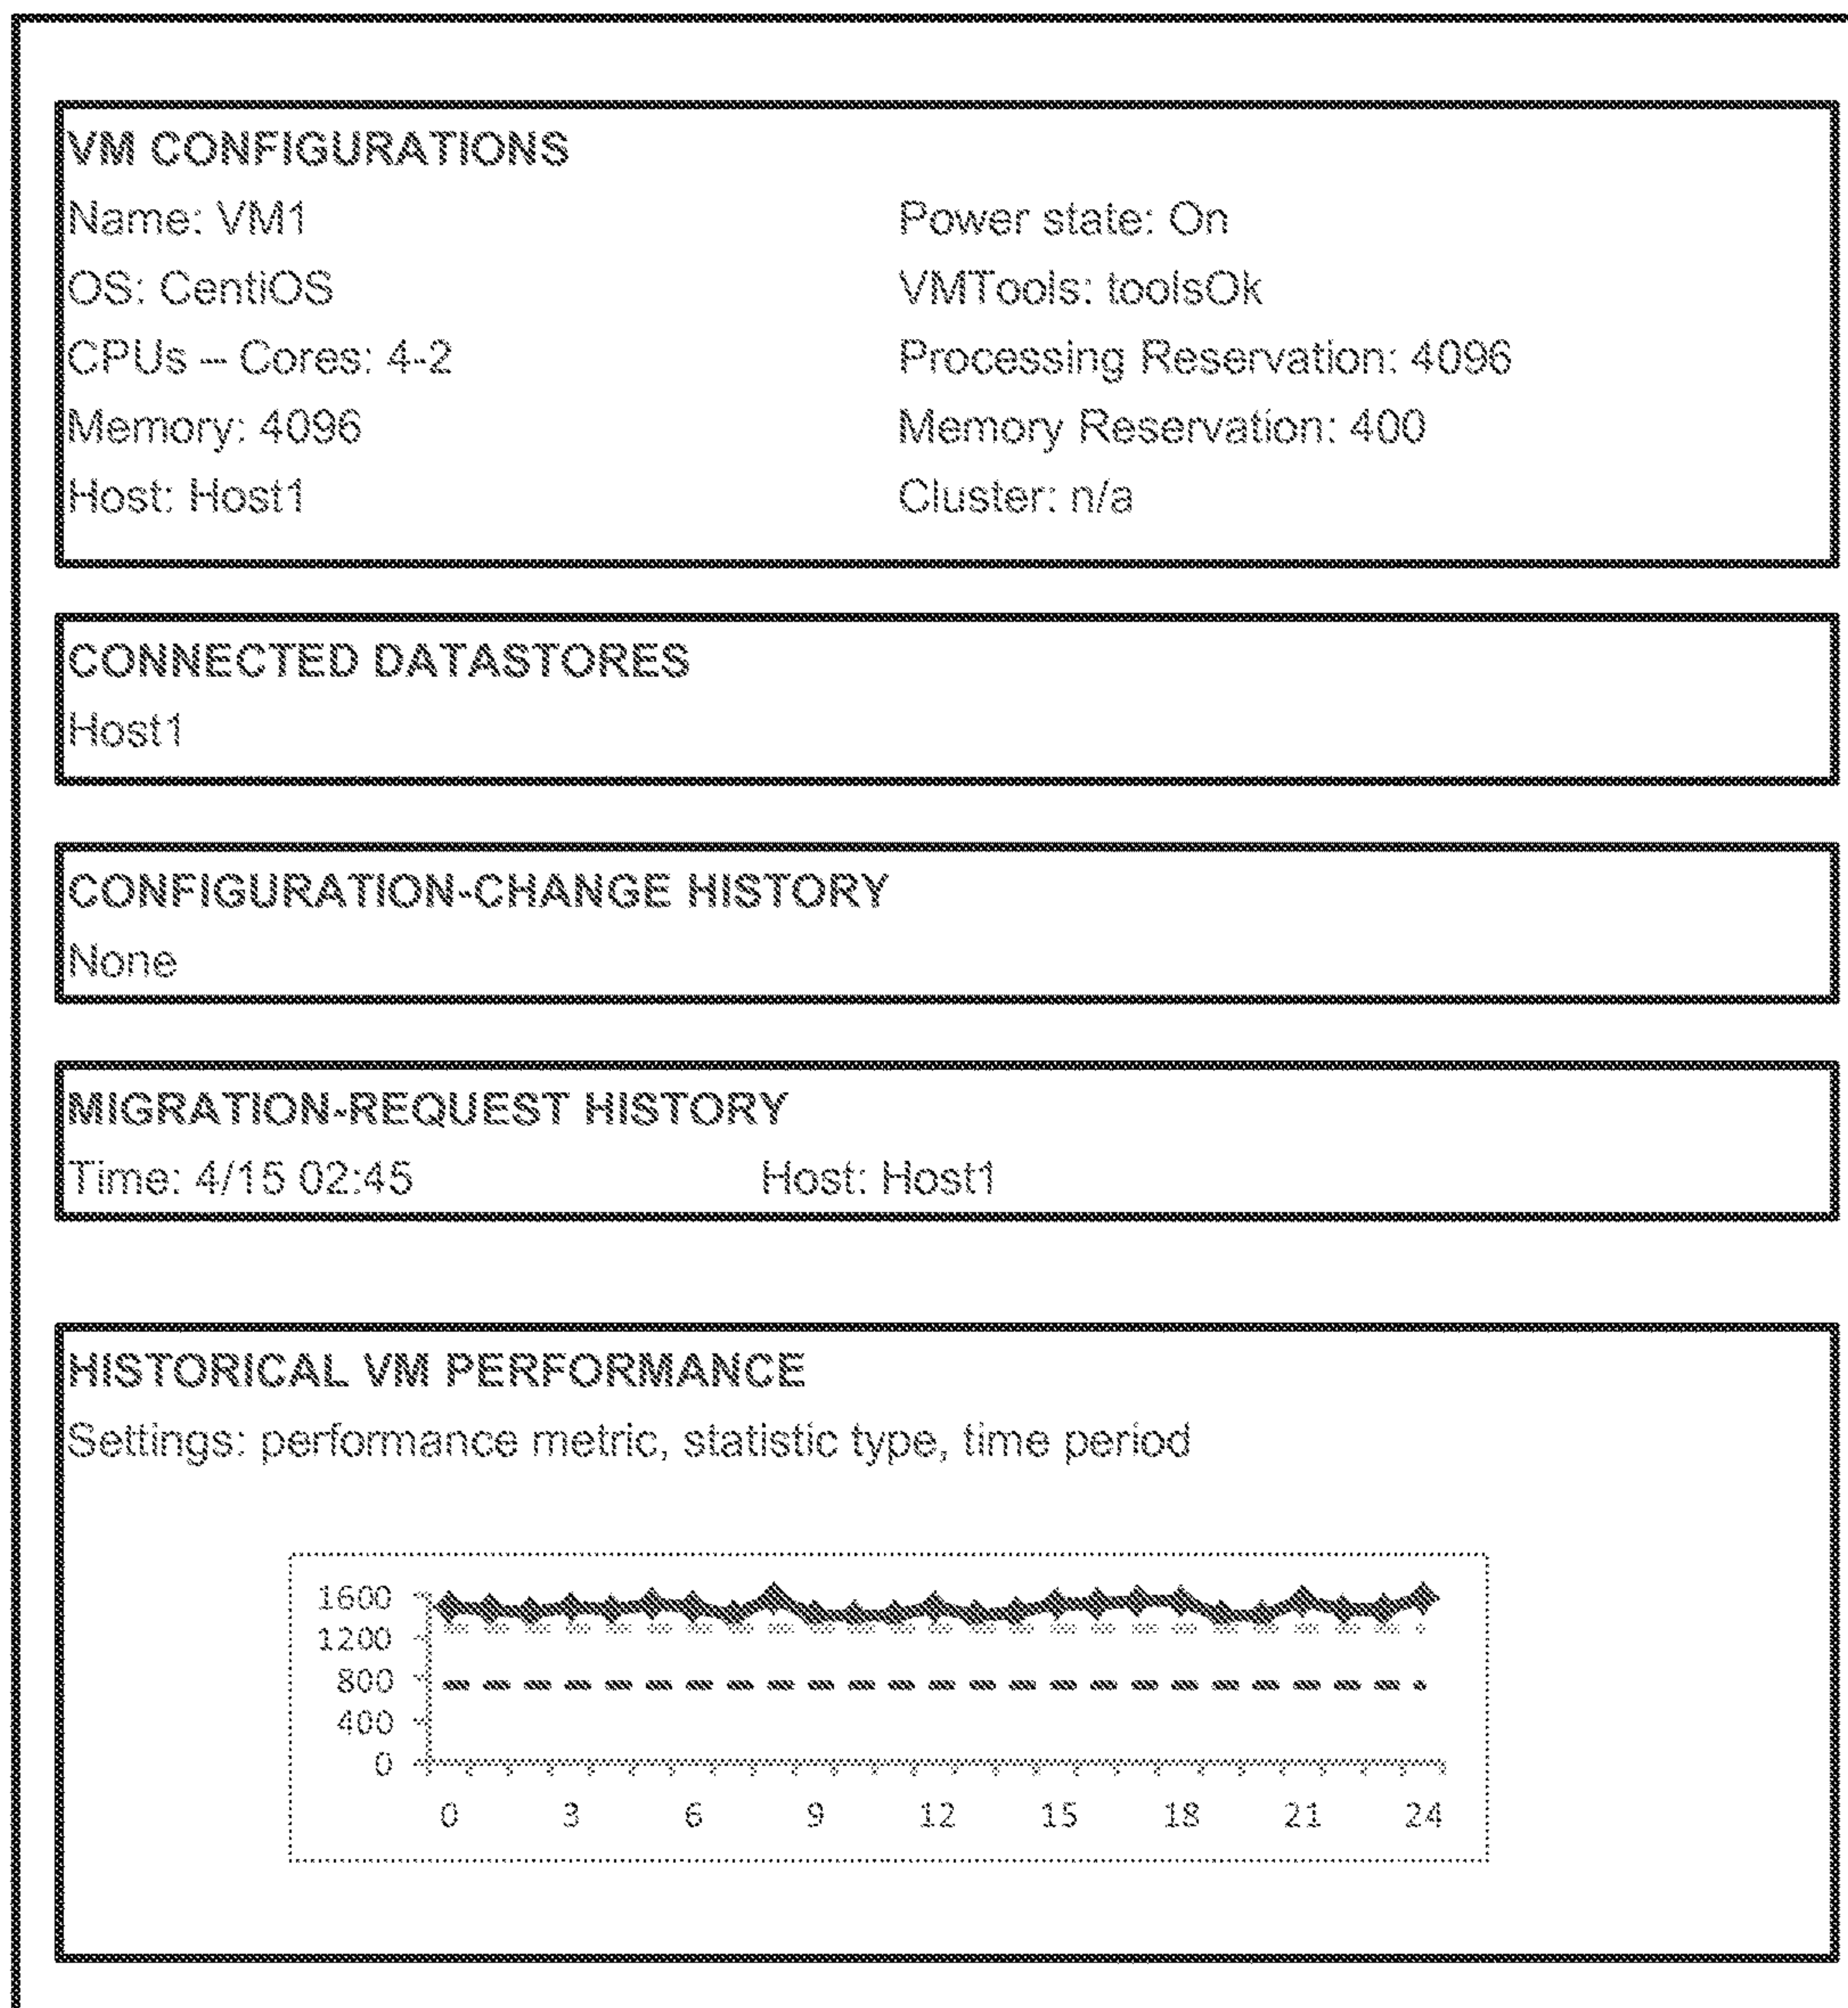 VM CONFIGURATIONS
Name: VM1 Power state: On
OS: CentiOS VMTools: toolsOk
CPUs -- Cores: 4-2 Processing Reservation: 4096
Memory: 4096 Memory Reservation: 400
Host: Host1 Cluster: n/a
CONNECTED DATASTORES
Host1
CONFIGURATION-CHANGE HISTORY
None
MIGRATION-REQUEST HISTORY
Time: 4/15 02:45 Host: Host1
HISTORICAL VM PERFORMANCE
Settings: performance metric, statistic type, time period
1600
1200
800
400
0
0 3 6 9 12 15 18 21 24